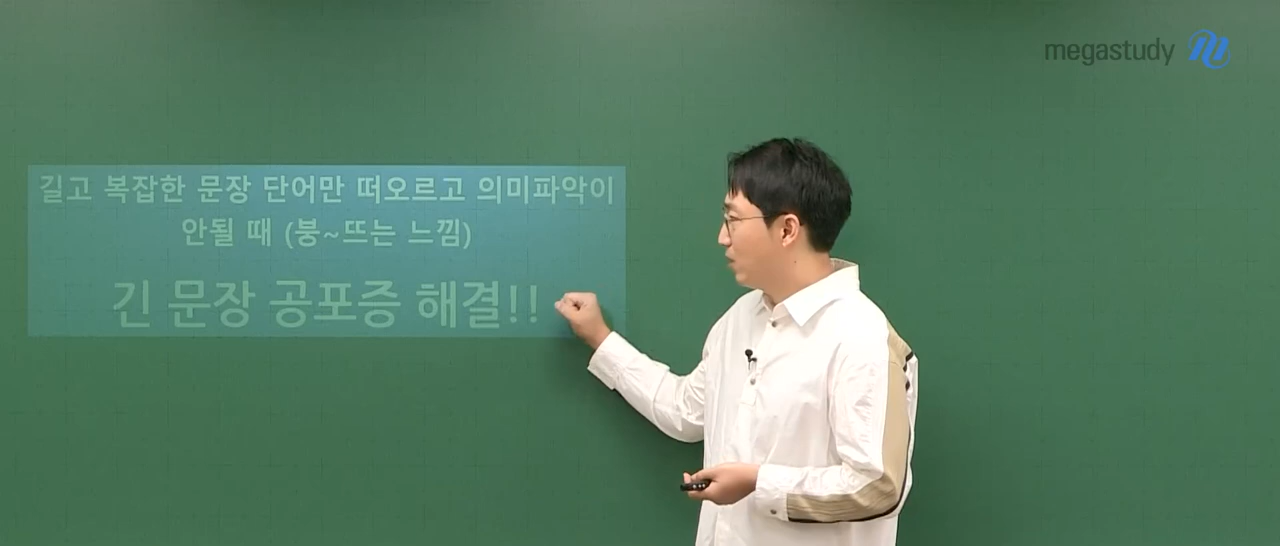 megastudy
길고 복잡한 문장 단어만 떠오르고 의미파악이
안될 때 (붕~뜨는 느낌)
긴 문장 공포증 해결!!